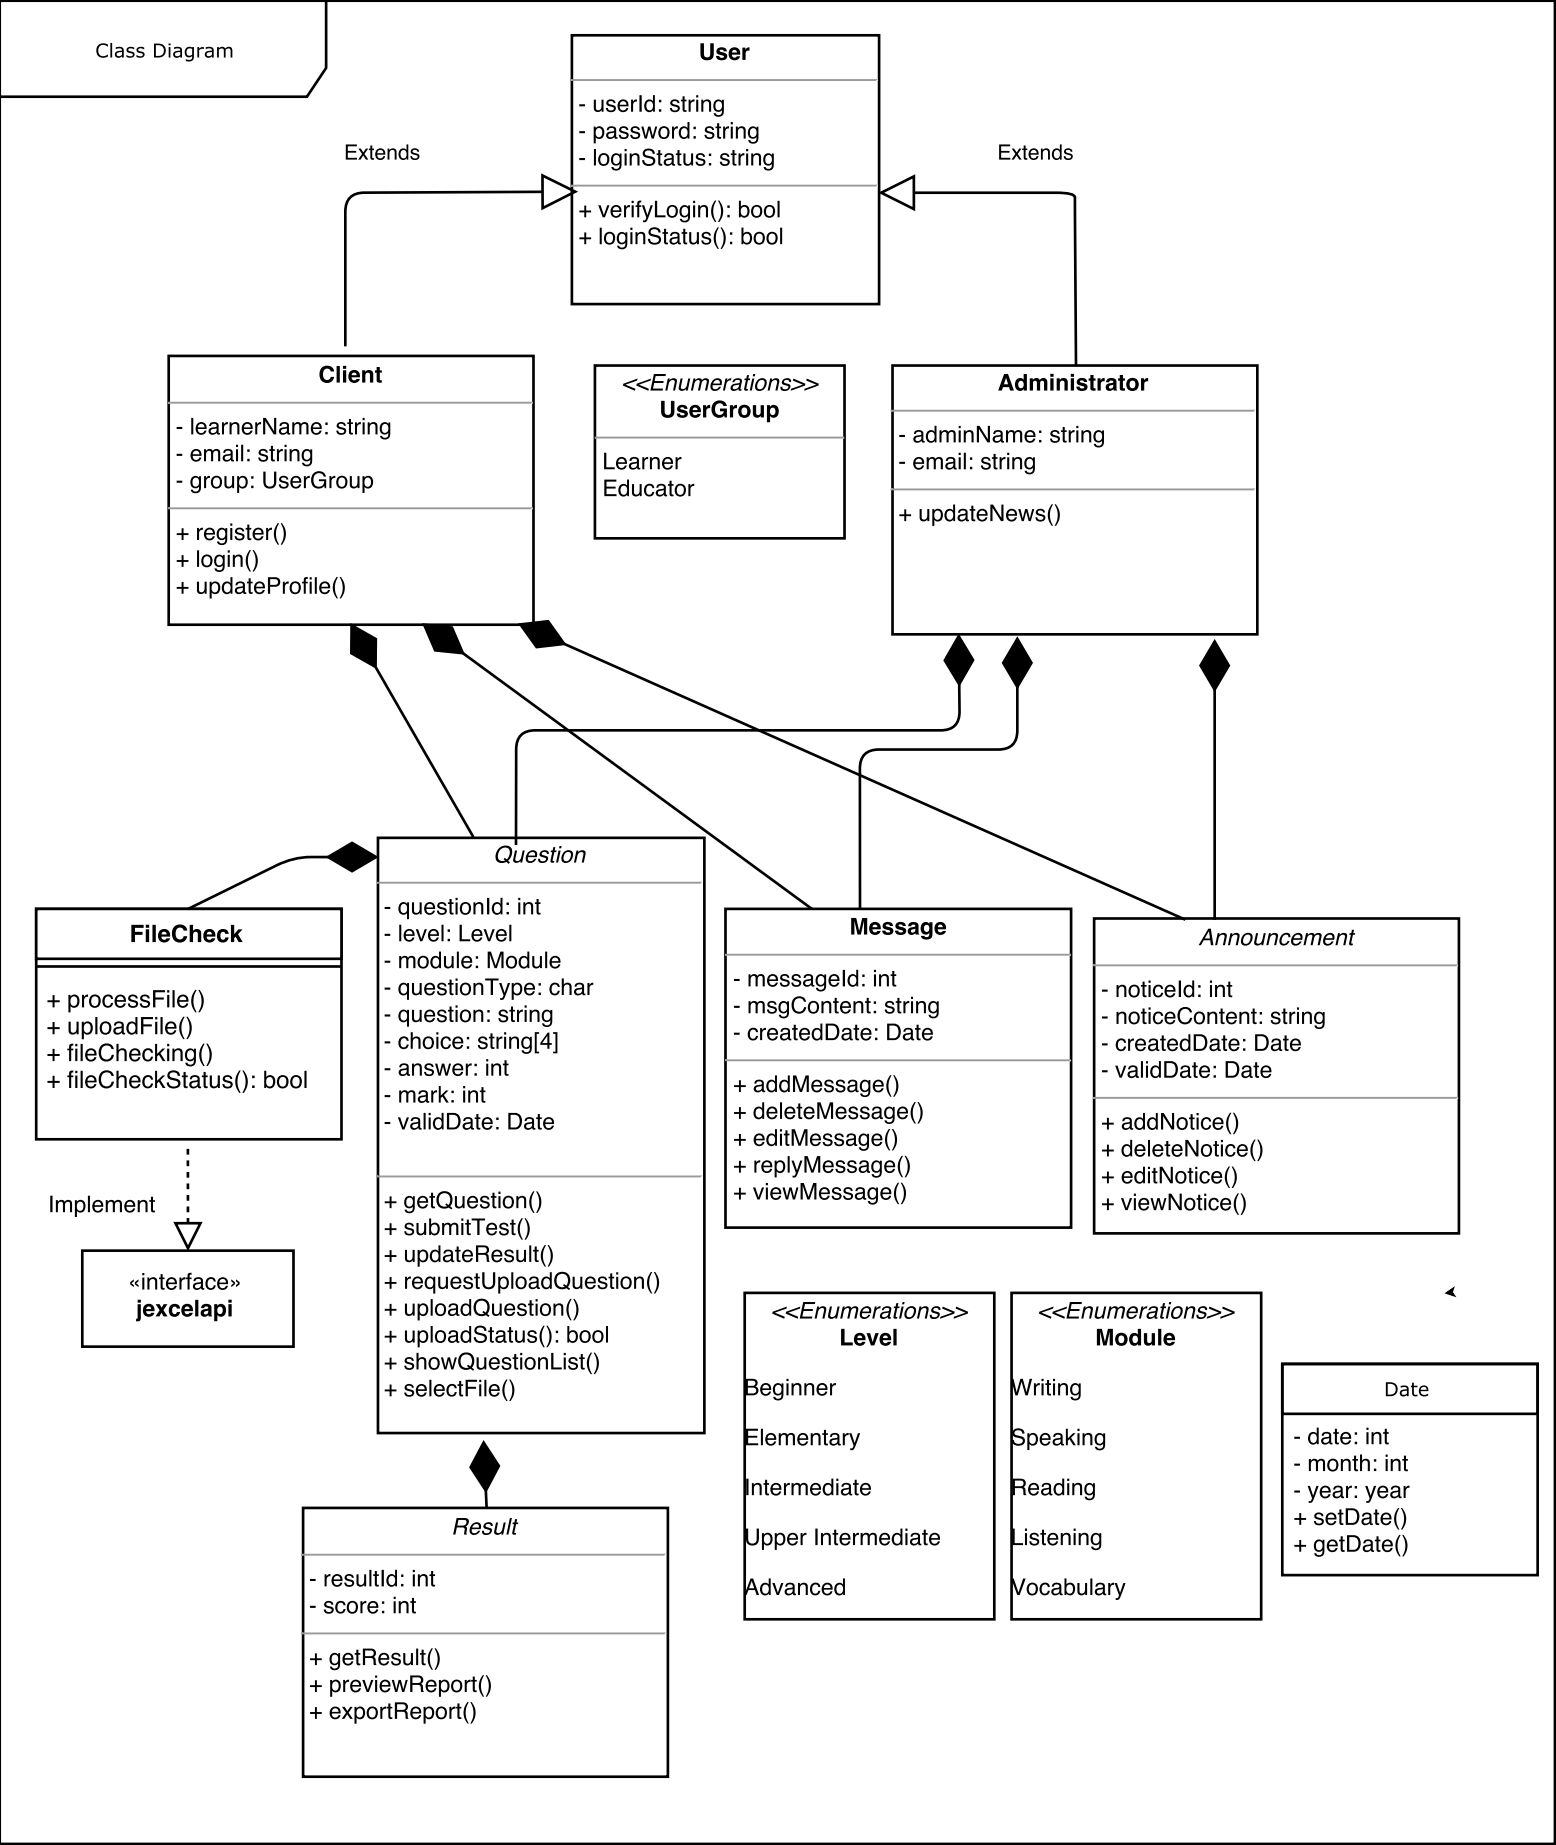 Class Diagram
User
- userId: string
- password: string
- loginStatus: string
+ verifyLogin(): bool
+ loginStatus(): bool
Extends
Extends
Client
- learnerName: string
- email: string
- group: UserGroup
+ register()
+ login()
+ updateProfile()
<<Enumerations>>
UserGroup
Learner
Educator
Administrator
- adminName: string
- email: string
+ updateNews()
FileCheck
+ processFile()
+ uploadFile()
+ fileChecking()
+ fileCheckStatus(): bool
Implement
«interface»
jexcelapi
Question
- questionId: int
- level: Level
- module: Module
- questionType: char
- question: string
- choice: string[4]
- answer: int
- mark: int
- validDate: Date
+ getQuestion()
+ submitTest()
+ updateResult()
+ requestUploadQuestion()
+ uploadQuestion()
+ uploadStatus(): bool
+ showQuestionList()
+ selectFile()
Message
- messageId: int
- msgContent: string
- createdDate: Date
+ addMessage()
+ deleteMessage()
+ editMessage()
+ replyMessage()
+ viewMessage()
Announcement
- noticeId: int
- noticeContent: string
- createdDate: Date
- validDate: Date
+ addNotice()
+ deleteNotice()
+ editNotice()
+ viewNotice()
<<Enumerations>>
Level
Beginner
Elementary
Intermediate
Upper Intermediate
Advanced
<<Enumerations>>
Module
Writing
Speaking
Reading
Listening
Vocabulary
Date
- date: int
- month: int
- year: year
+ setDate()
+ getDate()
Result
- resultId: int
- score: int
+ getResult()
+ previewReport()
+ exportReport()